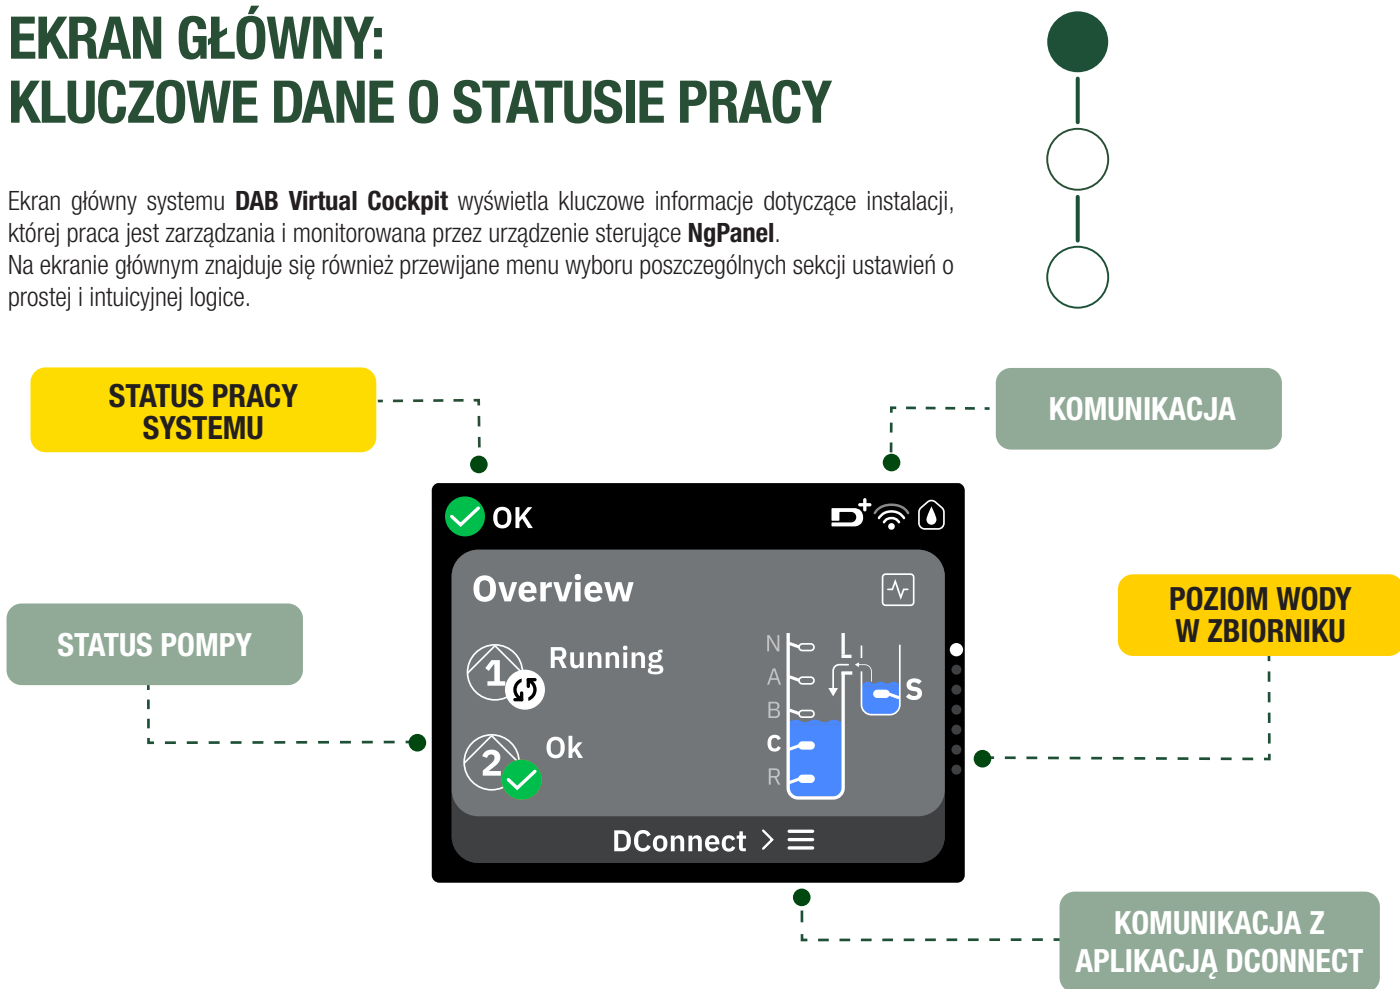 EKRAN GŁÓWNY:
KLUCZOWE DANE O STATUSIE PRACY
Ekran główny systemu DAB Virtual Cockpit wyświetla kluczowe informacje dotyczące instalacji,
której praca jest zarządzania i monitorowana przez urządzenie sterujące NgPanel.
Na ekranie głównym znajduje się również przewijane menu wyboru poszczególnych sekcji ustawień o
prostej i intuicyjnej logice.
STATUS PRACY
SYSTEMU
KOMUNIKACJA
OK
D+
Overview
STATUS POMPY
POZIOM WODY
W ZBIORNIKU
1 Running
2 Ok
N
A
B
C
R
L
S
DConnect >
KOMUNIKACJA Z
APLIKACJĄ DCONNECT